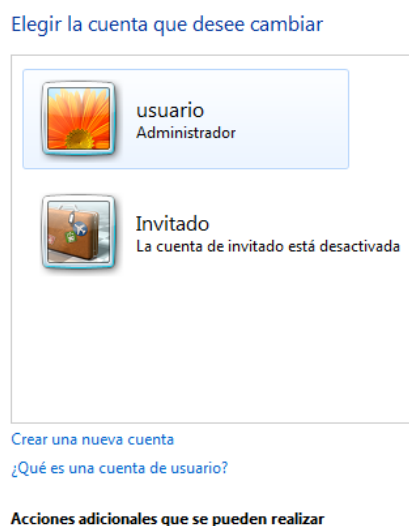 Elegir la cuenta que desee cambiar
usuario
Administrador
Invitado
La cuenta de invitado está desactivada
Crear una nueva cuenta
¿Qué es una cuenta de usuario?
Acciones adicionales que se pueden realizar